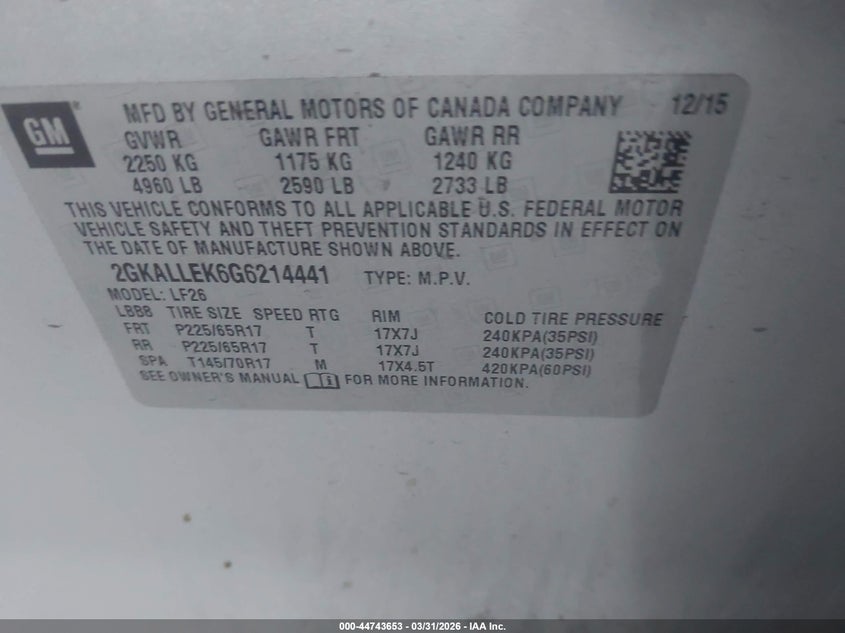 GM ®
MFD BY GENERAL MOTORS OF CANADA COMPANY 12/15
GVWR GAWR FRT GAWR RR
2250 KG 1175 KG 1240 KG
4960 LB 2590 LB 2733 LB
THIS VEHICLE CONFORMS TO ALL APPLICABLE U.S. FEDERAL MOTOR
VEHICLE SAFETY AND THEFT PREVENTION STANDARDS IN EFFECT ON
THE DATE OF MANUFACTURE SHOWN ABOVE.
2GKALLEK6G6214441 TYPE: M.P.V.
MODEL: LF26
LBBB TIRE SIZE SPEED RTG RIM COLD TIRE PRESSURE
FRT P225/65R17 T 17X7J 240KPA(35PSI)
RR P225/65R17 T 17X7J 240KPA(35PSI)
SPA T145/70R17 M 17X4.5T 420KPA(60PSI)
SEE OWNER'S MANUAL FOR MORE INFORMATION.
000-44743653 - 03/31/2026 - IAA Inc.